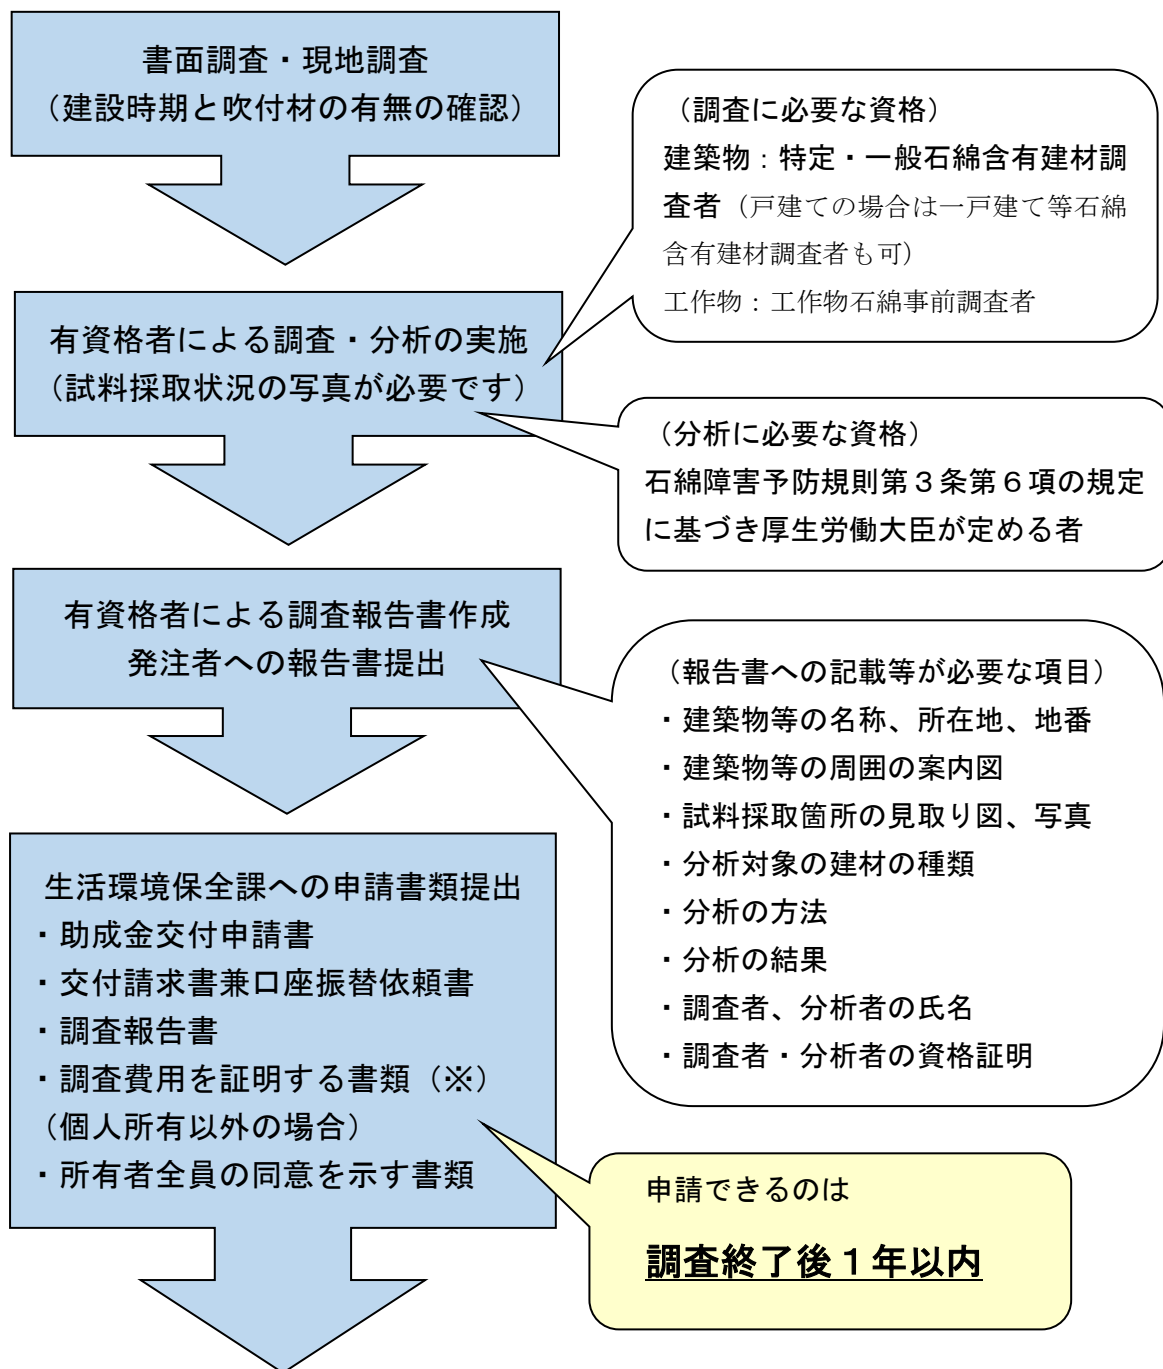 書面調査・現地調査
（建設時期と吹付材の有無の確認）
（調査に必要な資格）
建築物：特定・一般石綿含有建材調
査者（戸建ての場合は一戸建て等石綿
含有建材調査者も可）
工作物：工作物石綿事前調査者
有資格者による調査・分析の実施
（試料採取状況の写真が必要です）
（分析に必要な資格）
石綿障害予防規則第３条第６項の規定
に基づき厚生労働大臣が定める者
有資格者による調査報告書作成
発注者への報告書提出
（報告書への記載等が必要な項目）
・建築物等の名称、所在地、地番
・建築物等の周囲の案内図
・試料採取箇所の見取り図、写真
・分析対象の建材の種類
・分析の方法
・分析の結果
・調査者、分析者の氏名
・調査者・分析者の資格証明
生活環境保全課への申請書類提出
・助成金交付申請書
・交付請求書兼口座振替依頼書
・調査報告書
・調査費用を証明する書類（※）
（個人所有以外の場合）
・所有者全員の同意を示す書類
申請できるのは
調査終了後１年以内